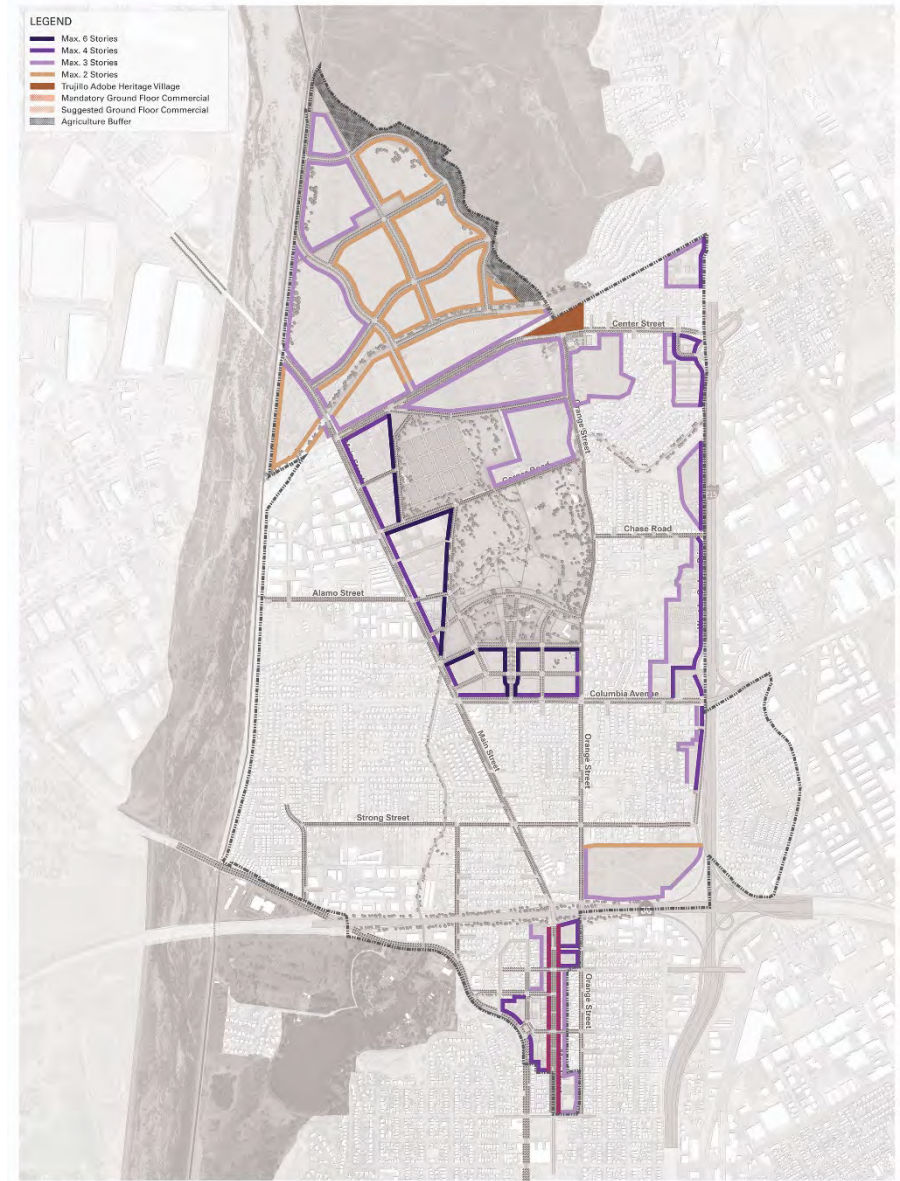 LEGEND
Max. 6 Stories
Max. 4 Stories
Max. 3 Stories
Max. 2 Stories
Trujillo Adobe Heritage Village
Mandatory Ground Floor Commercial
Suggested Ground Floor Commercial
Agriculture Buffer
Center Street
Orange Street
Road
Chase Road
Alamo Street
Columbia Avenue
Main Street
Orange Street
Strong Street
Orange Street